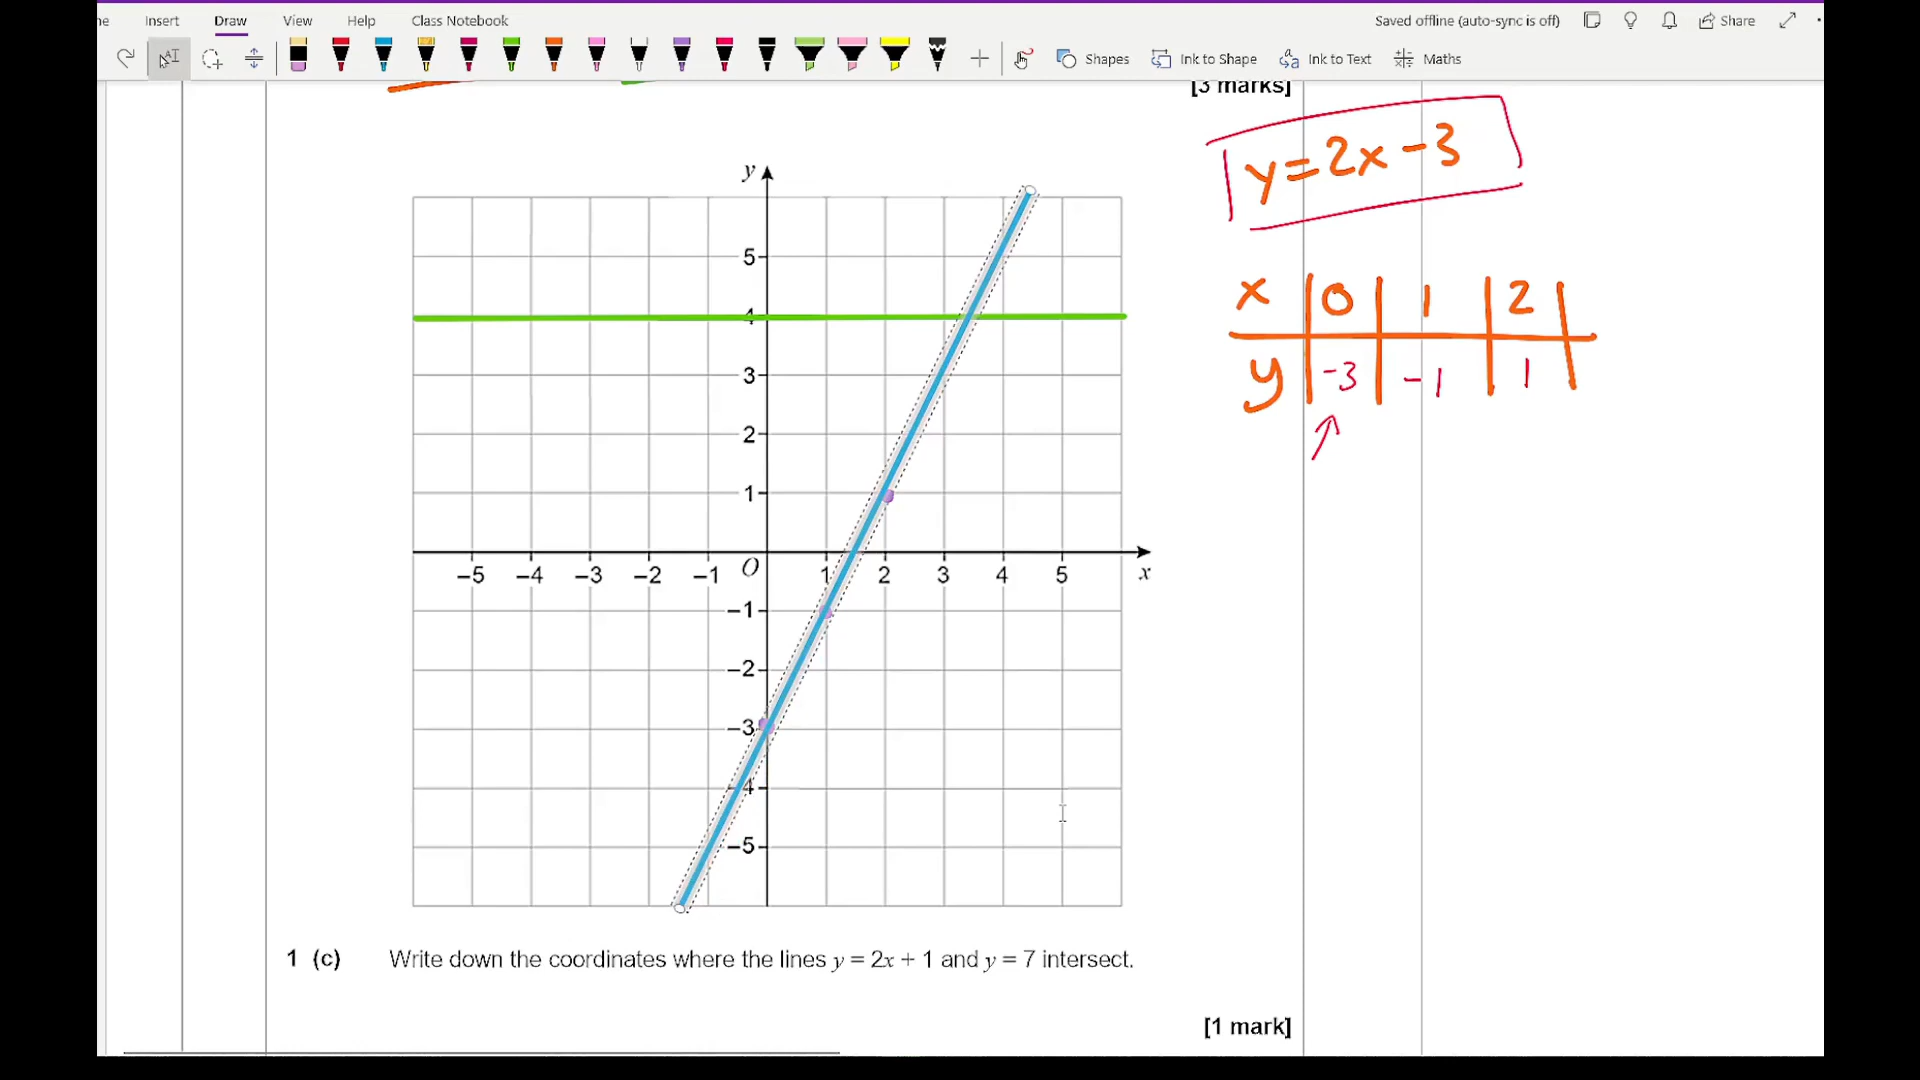 Insert Draw View Help Class Notebook Saved offline (auto-sync is off) Share
Shapes Ink to Shape Ink to Text Maths
[3 marks]
y=2x-3
y
5
4
3
2
1
-5 -4 -3 -2 -1 O 1 2 3 4 5 x
-1
-2
-3
-4
-5
x 0 1 2
y -3 -1 1
1 (c) Write down the coordinates where the lines y = 2x + 1 and y = 7 intersect.
[1 mark]